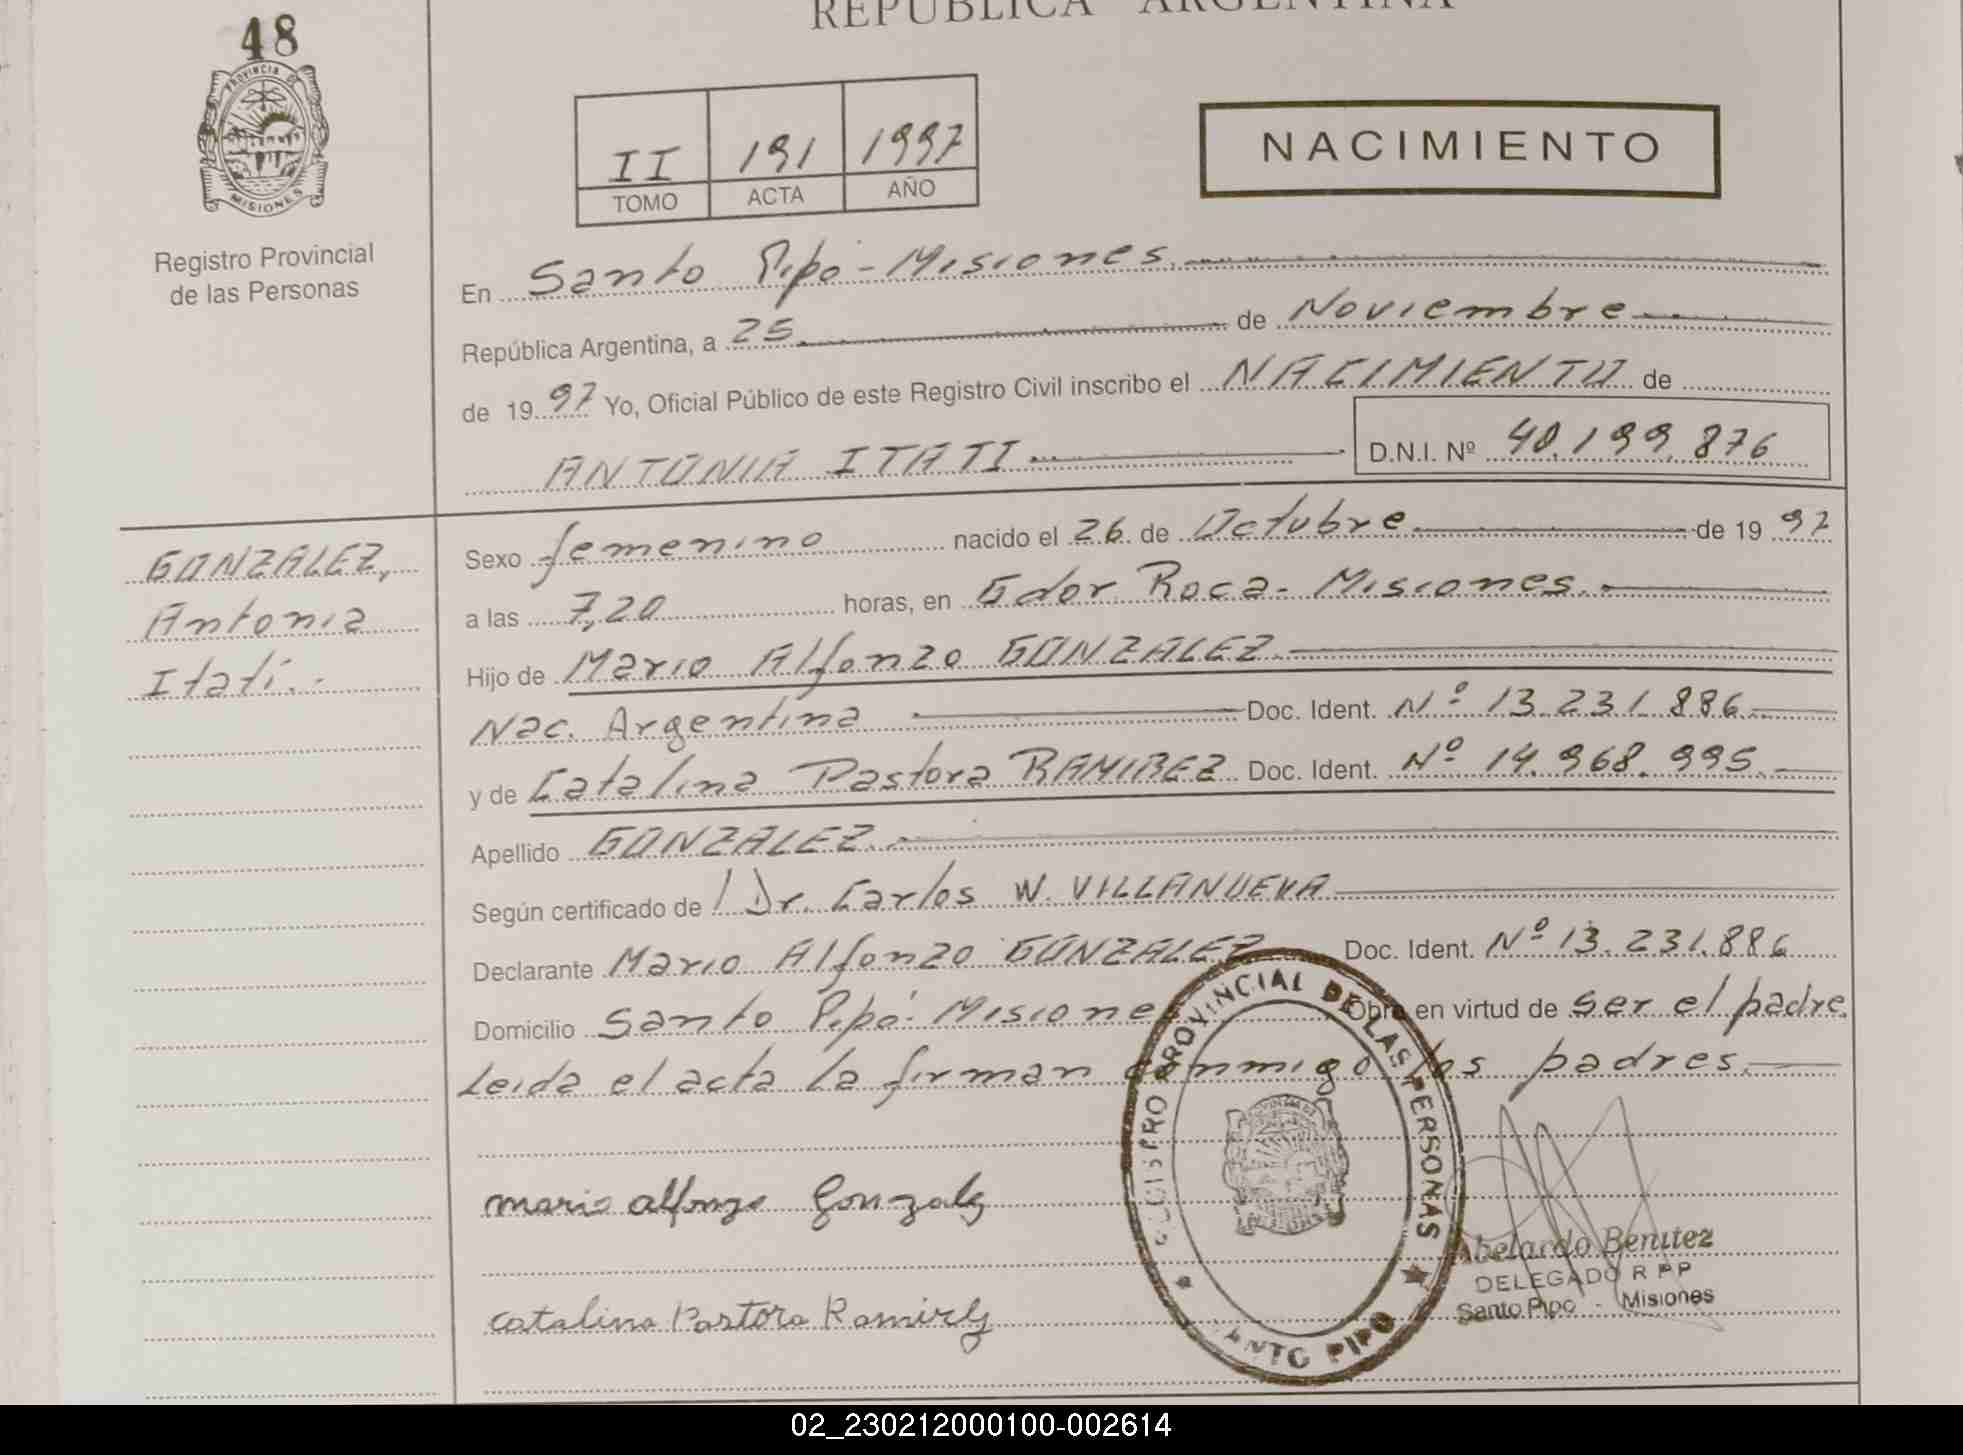 REPUBLICA ARGENTINA
48
PROVINCIA DE
MISIONES
Registro Provincial
de las Personas
II 191 1997
TOMO ACTA AÑO
NACIMIENTO
En Santo Pipó - Misiones.
República Argentina, a 25 de Noviembre
de 1997 Yo, Oficial Público de este Registro Civil inscribo el NACIMIENTO de
ANTONIA ITATI D.N.I. Nº 40.199.876
GONZALEZ,
Antonia
Itatí.-
Sexo femenino nacido el 26 de Octubre de 1997
a las 7,20 horas, en Gdor Roca - Misiones.
Hijo de Mario Alfonzo GONZALEZ.
Nac. Argentina Doc. Ident. Nº 13.231.886
y de Catalina Pastora RAMIREZ Doc. Ident. Nº 14.968.995.
Apellido GONZALEZ.
Según certificado de / Dr. Carlos W. VILLANUEVA
Declarante Mario Alfonzo GONZALEZ Doc. Ident. Nº 13.231.886
Domicilio Santo Pipó - Misiones Obra en virtud de ser el padre.
Leida el acta la firman conmigo los padres.
mario alfonzo Gonzalez
catalina Pastora Ramirez
REGISTRO PROVINCIAL DE LAS PERSONAS
SANTO PIPO
Abelardo Benitez
DELEGADO R P P
Santo Pipo - Misiones
02_230212000100-002614